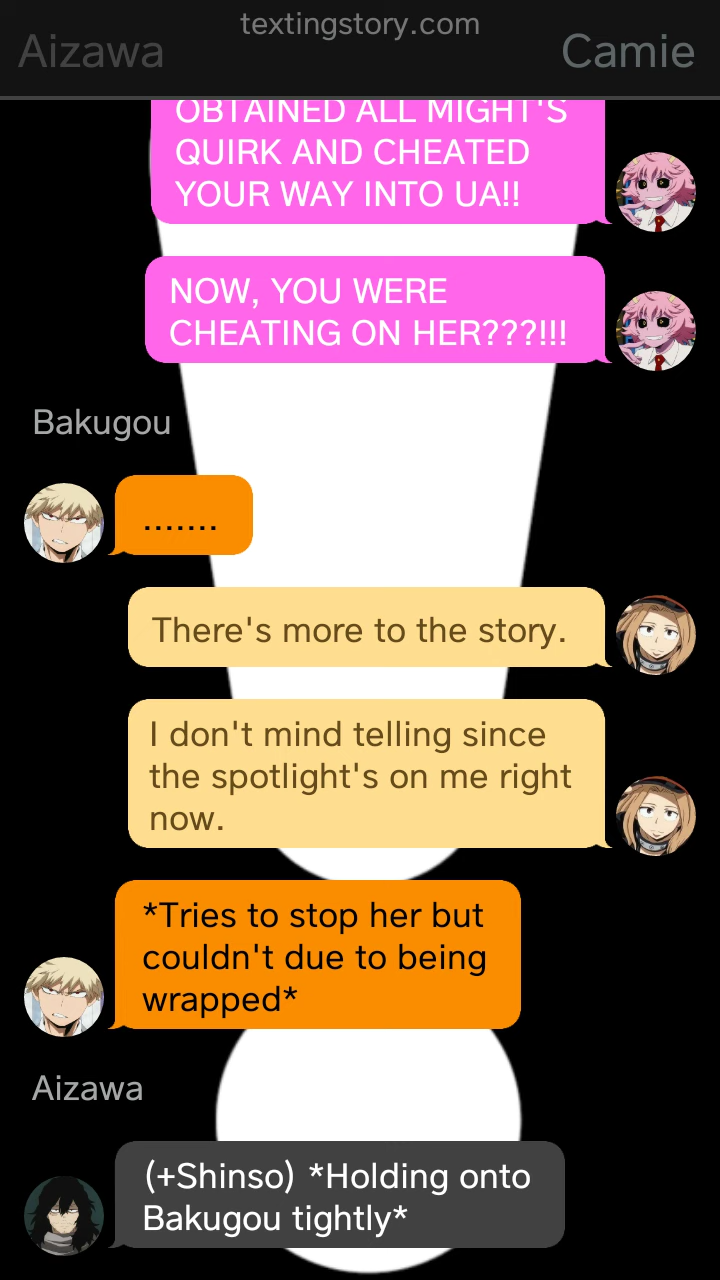 textingstory.com
Aizawa
Camie
OBTAINED ALL MIGHT'S
QUIRK AND CHEATED
YOUR WAY INTO UA!!
NOW, YOU WERE
CHEATING ON HER???!!!
Bakugou
.......
There's more to the story.
I don't mind telling since
the spotlight's on me right
now.
*Tries to stop her but
couldn't due to being
wrapped*
Aizawa
(+Shinso) *Holding onto
Bakugou tightly*